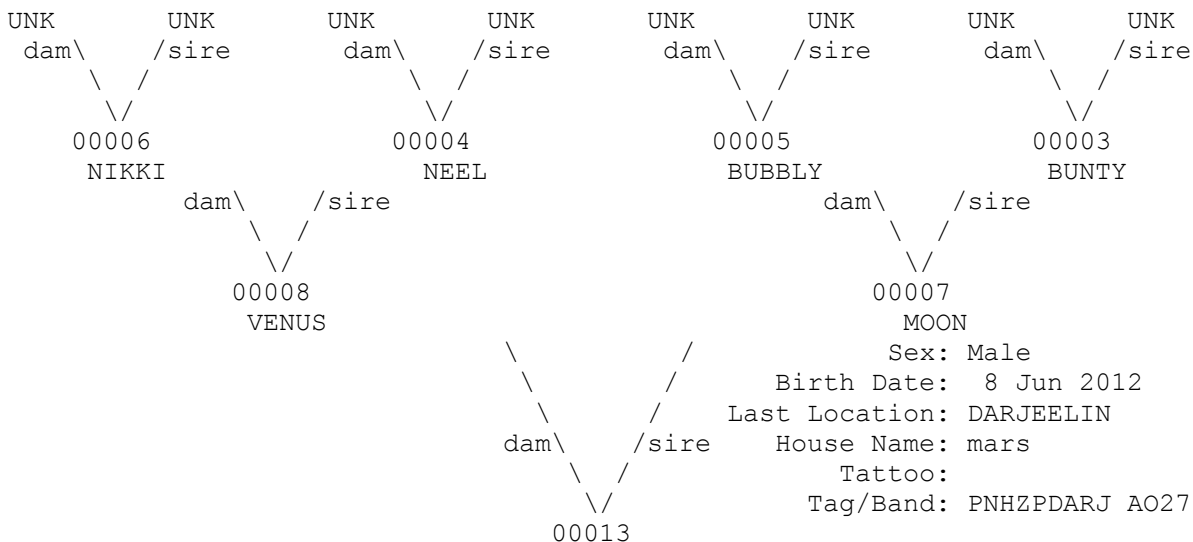 UNK UNK UNK UNK UNK UNK UNK UNK
dam\ /sire dam\ /sire dam\ /sire dam\ /sire
\ / \ / \ / \ /
\/ \/ \/ \/
00006 00004 00005 00003
NIKKI NEEL BUBBLY BUNTY
dam\ /sire dam\ /sire
\ / \ /
\/ \/
00008 00007
VENUS MOON
\ / Sex: Male
\ / Birth Date: 8 Jun 2012
\ / Last Location: DARJEELIN
dam\ /sire House Name: mars
\ / Tattoo:
\/ Tag/Band: PNHZPDARJ AO27
00013